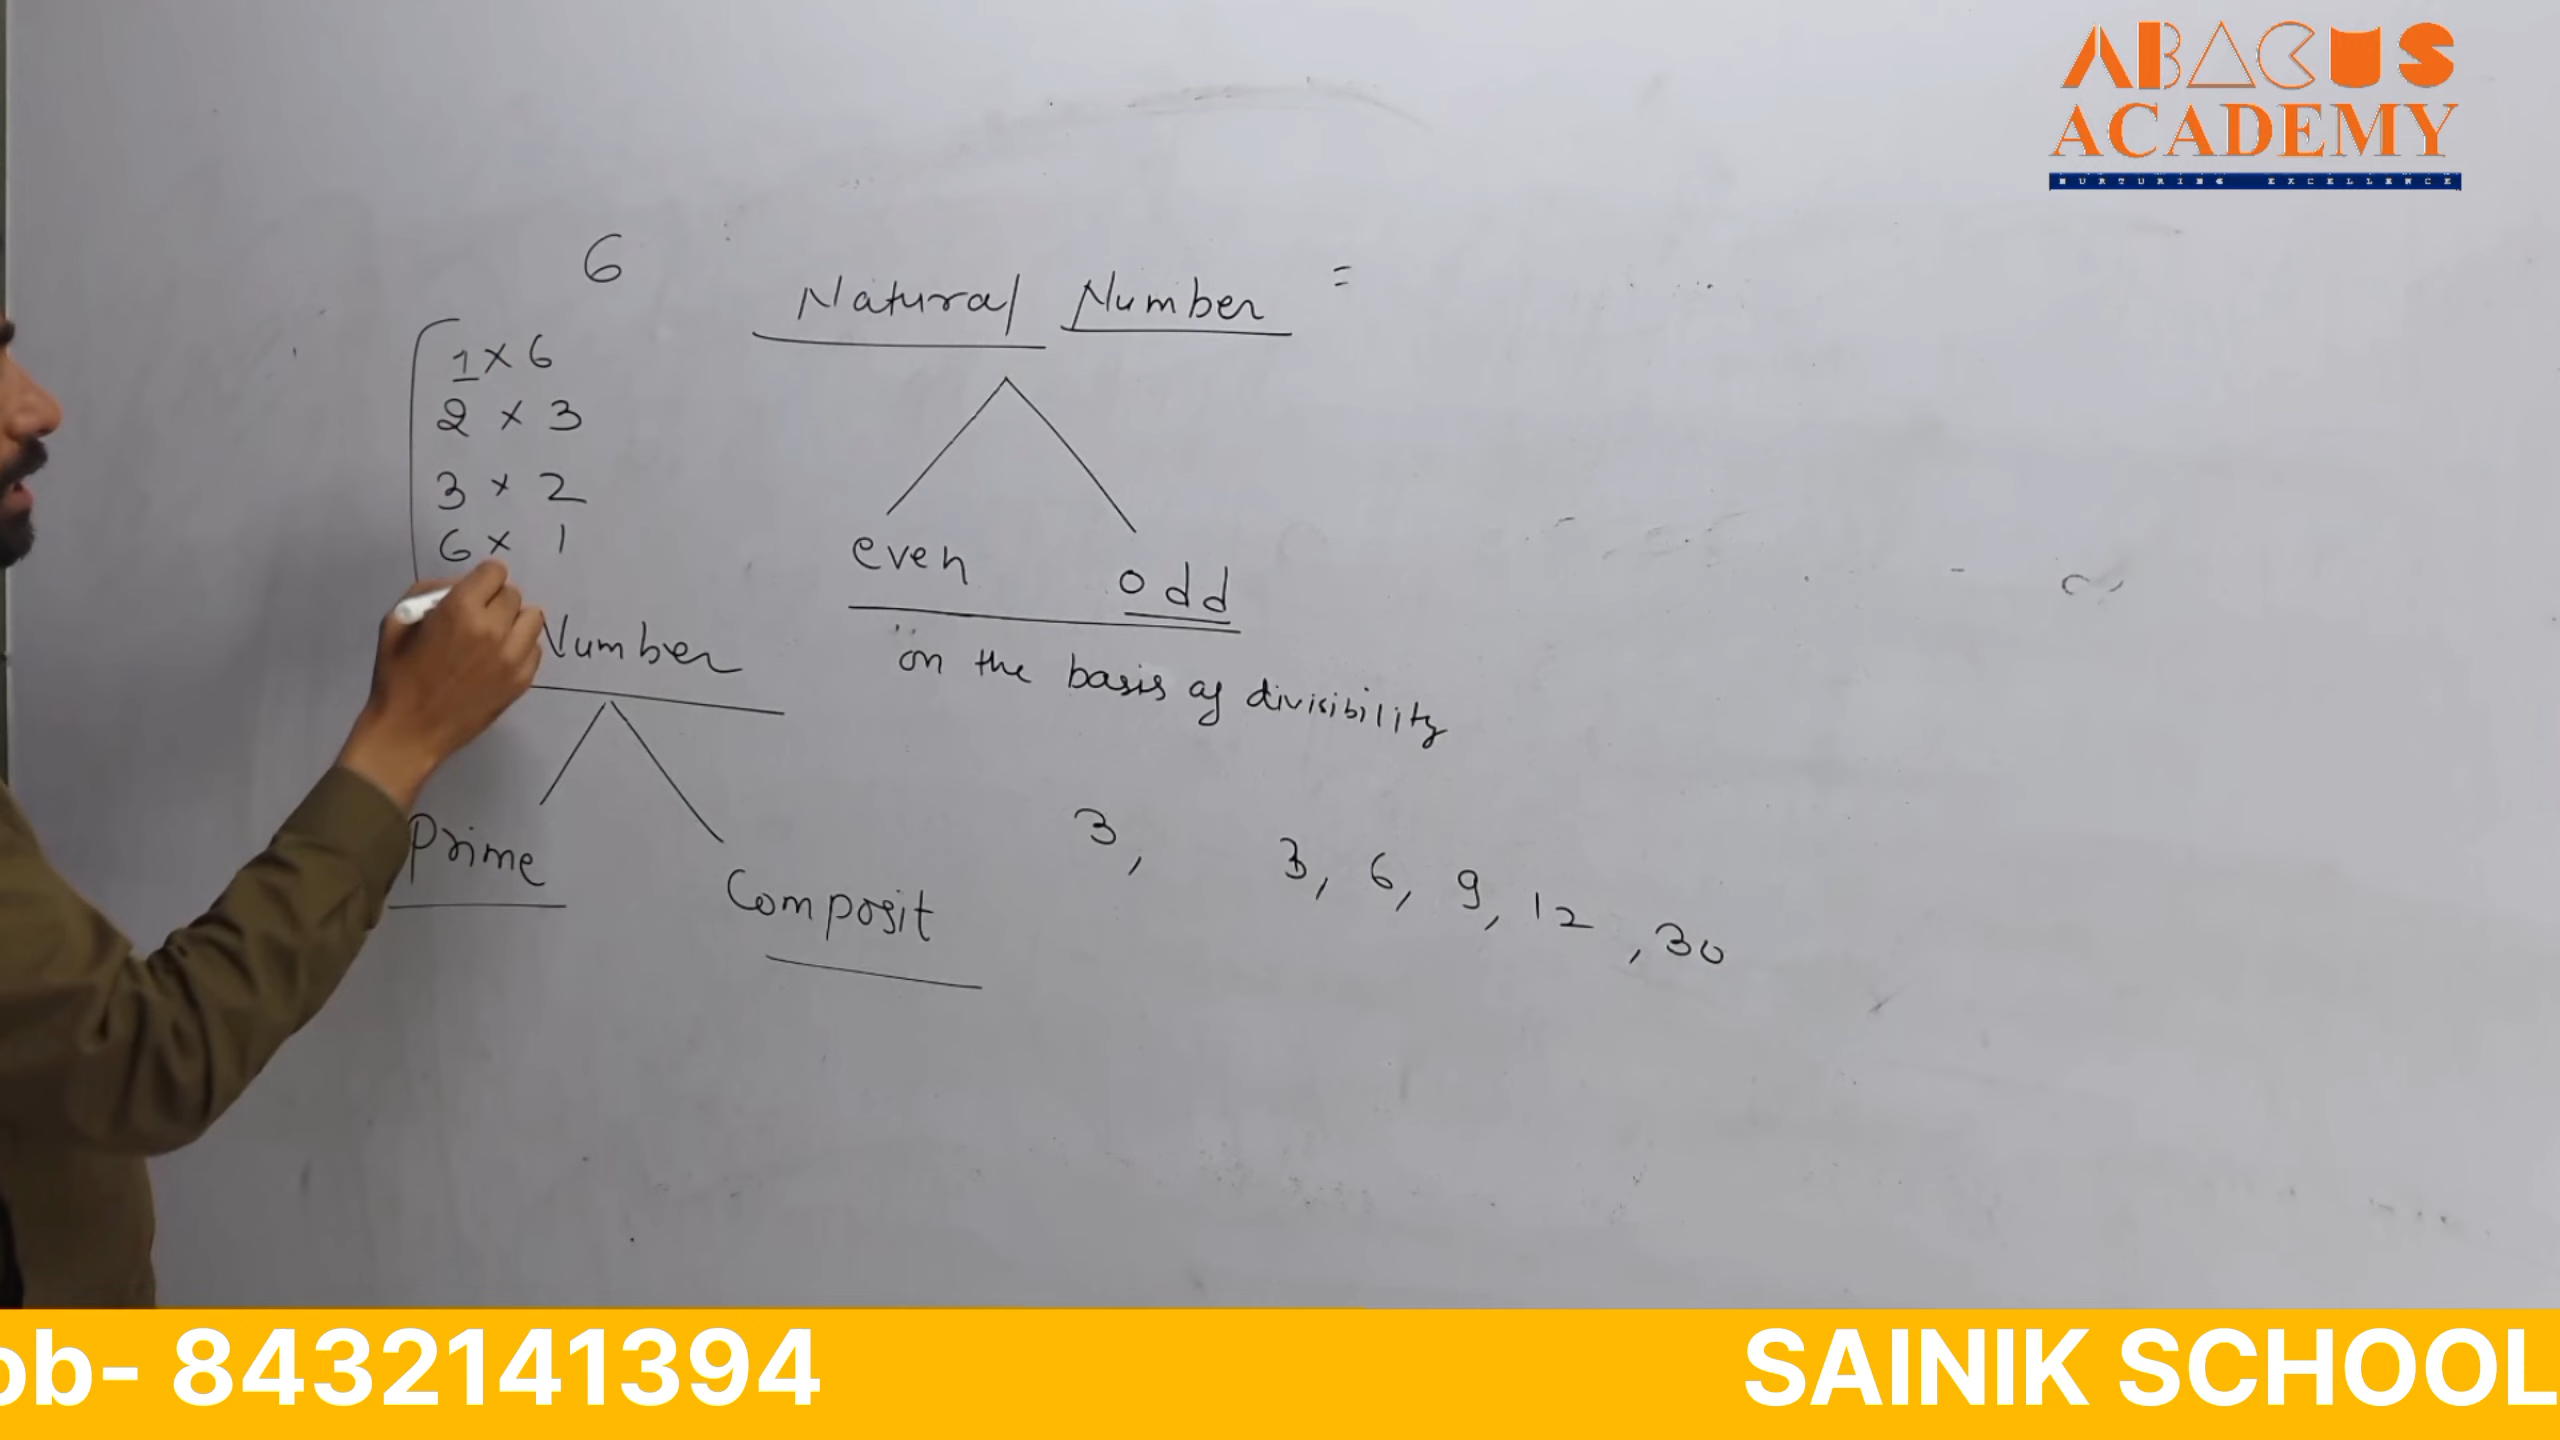 ABACUS
ACADEMY
NURTURING EXCELLENCE
6
Natural Number =
1 × 6
2 × 3
3 × 2
6 × 1
even odd
on the basis of divisibility
Number
Prime Composit
3, 3, 6, 9, 12, 30
ob- 8432141394 SAINIK SCHOOL